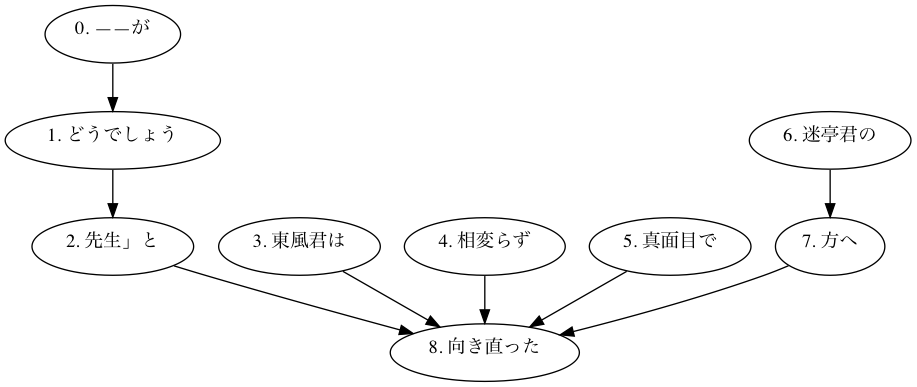 0. ——が
1. どうでしょう
6. 迷亭君の
2. 先生」と
3. 東風君は
4. 相変らず
5. 真面目で
7. 方へ
8. 向き直った